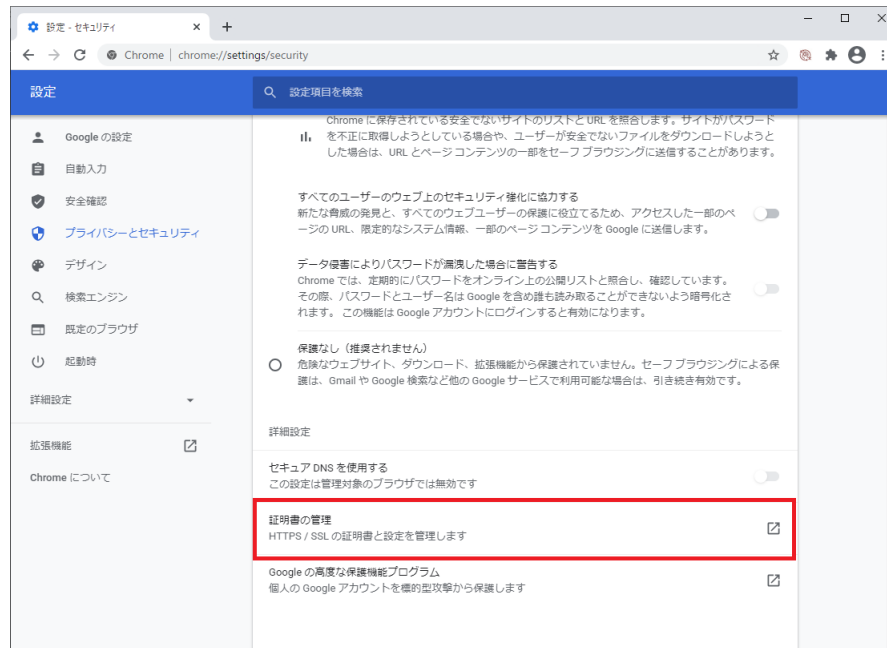 設定 - セキュリティ
Chrome | chrome://settings/security
設定
設定項目を検索
Google の設定
自動入力
安全確認
プライバシーとセキュリティ
デザイン
検索エンジン
既定のブラウザ
起動時
詳細設定
拡張機能
Chrome について
Chrome に保存されている安全でないサイトのリストと URL を照合します。サイトがパスワード
を不正に取得しようとしている場合や、ユーザーが安全でないファイルをダウンロードしようと
した場合は、URL とページ コンテンツの一部をセーフ ブラウジングに送信することがあります。
すべてのユーザーのウェブ上のセキュリティ強化に協力する
新たな脅威の発見と、すべてのウェブユーザーの保護に役立てるため、アクセスした一部のペ
ージの URL、限定的なシステム情報、一部のページ コンテンツを Google に送信します。
データ侵害によりパスワードが漏洩した場合に警告する
Chrome では、定期的にパスワードをオンライン上の公開リストと照合し、確認しています。
その際、パスワードとユーザー名は Google を含め誰も読み取ることができないよう暗号化さ
れます。 この機能は Google アカウントにログインすると有効になります。
保護なし（推奨されません）
危険なウェブサイト、ダウンロード、拡張機能から保護されていません。セーフ ブラウジングによる保
護は、Gmail や Google 検索など他の Google サービスで利用可能な場合は、引き続き有効です。
詳細設定
セキュア DNS を使用する
この設定は管理対象のブラウザでは無効です
証明書の管理
HTTPS / SSL の証明書と設定を管理します
Google の高度な保護機能プログラム
個人の Google アカウントを標的型攻撃から保護します